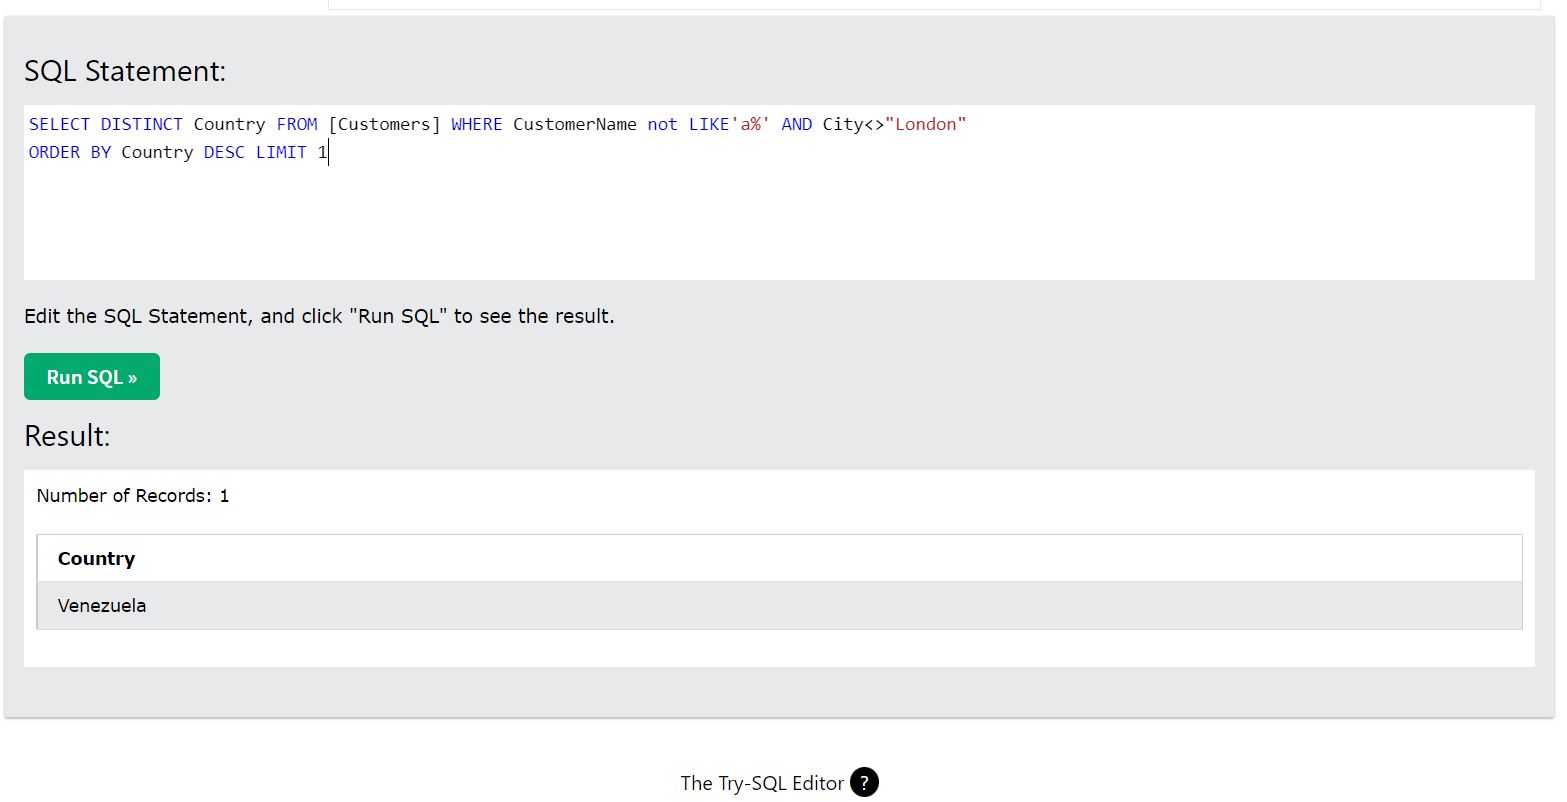 SQL Statement:
SELECT DISTINCT Country FROM [Customers] WHERE CustomerName not LIKE'a%' AND City<>"London"
ORDER BY Country DESC LIMIT 1
Edit the SQL Statement, and click "Run SQL" to see the result.
Run SQL »
Result:
Number of Records: 1
Country
Venezuela
The Try-SQL Editor ?